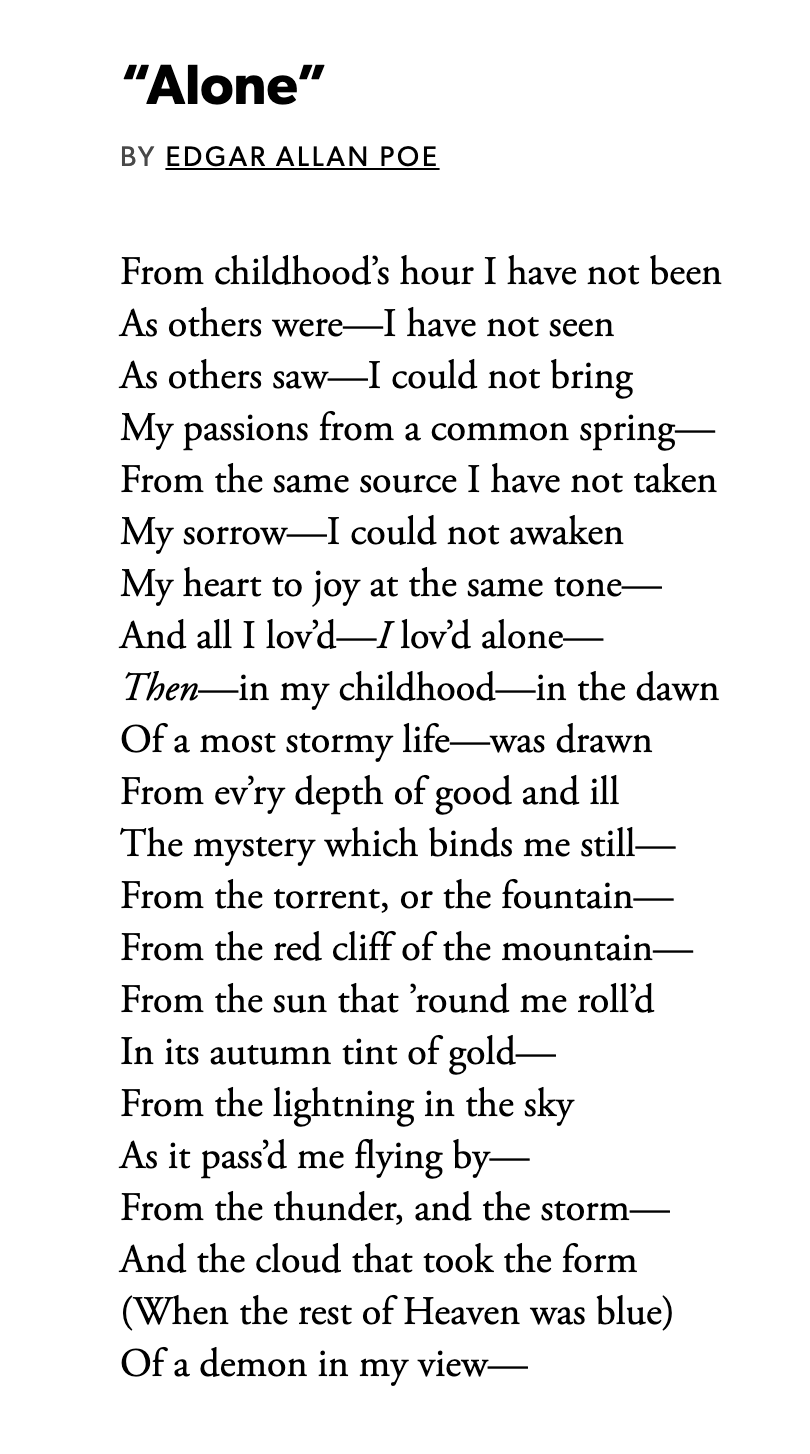 “Alone”
BY EDGAR ALLAN POE
From childhood’s hour I have not been
As others were—I have not seen
As others saw—I could not bring
My passions from a common spring—
From the same source I have not taken
My sorrow—I could not awaken
My heart to joy at the same tone—
And all I lov’d—I lov’d alone—
Then—in my childhood—in the dawn
Of a most stormy life—was drawn
From ev’ry depth of good and ill
The mystery which binds me still—
From the torrent, or the fountain—
From the red cliff of the mountain—
From the sun that ’round me roll’d
In its autumn tint of gold—
From the lightning in the sky
As it pass’d me flying by—
From the thunder, and the storm—
And the cloud that took the form
(When the rest of Heaven was blue)
Of a demon in my view—